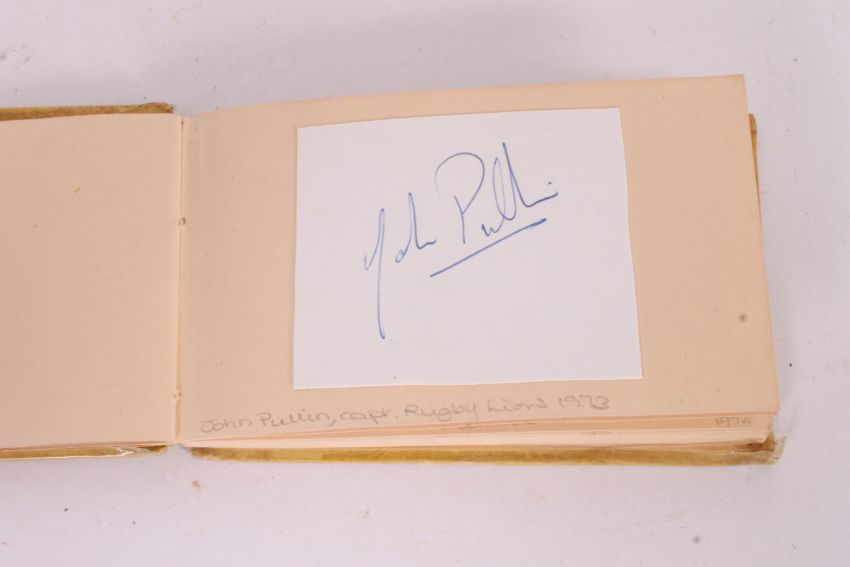 John Pullin
John Pullin, capt. Rugby Lions 1973
1974